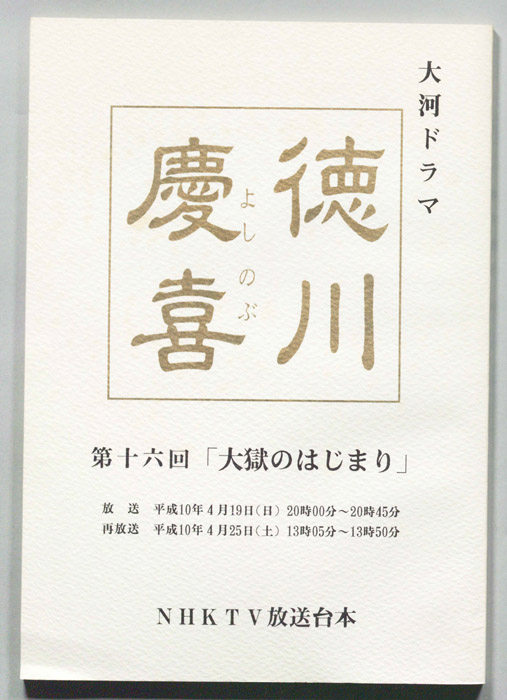 大河ドラマ
徳川
慶喜
よしのぶ
第十六回「大獄のはじまり」
放　送　平成10年4月19日(日) 20時00分～20時45分
再放送　平成10年4月25日(土) 13時05分～13時50分
NHKTV放送台本